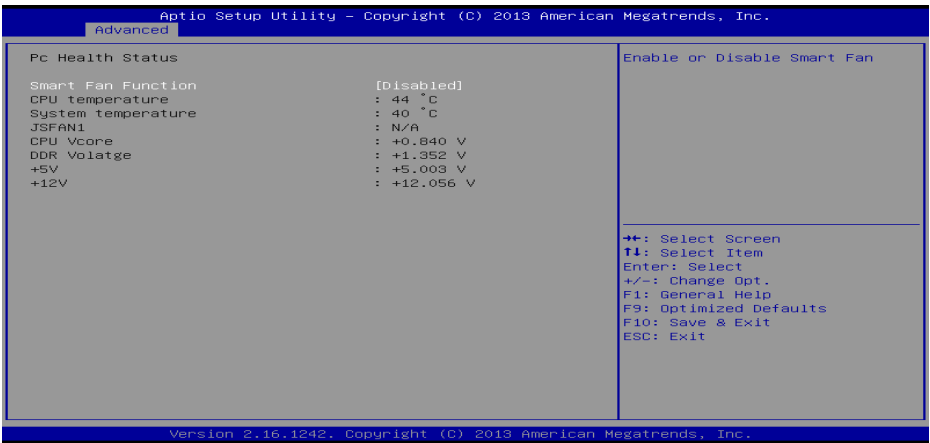 Aptio Setup Utility – Copyright (C) 2013 American Megatrends, Inc.
Advanced
Pc Health Status
Smart Fan Function [Disabled]
CPU temperature : 44 °C
System temperature : 40 °C
JSFAN1 : N/A
CPU Vcore : +0.840 V
DDR Volatge : +1.352 V
+5V : +5.003 V
+12V : +12.056 V
Enable or Disable Smart Fan
→←: Select Screen
↑↓: Select Item
Enter: Select
+/-: Change Opt.
F1: General Help
F9: Optimized Defaults
F10: Save & Exit
ESC: Exit
Version 2.16.1242. Copyright (C) 2013 American Megatrends, Inc.